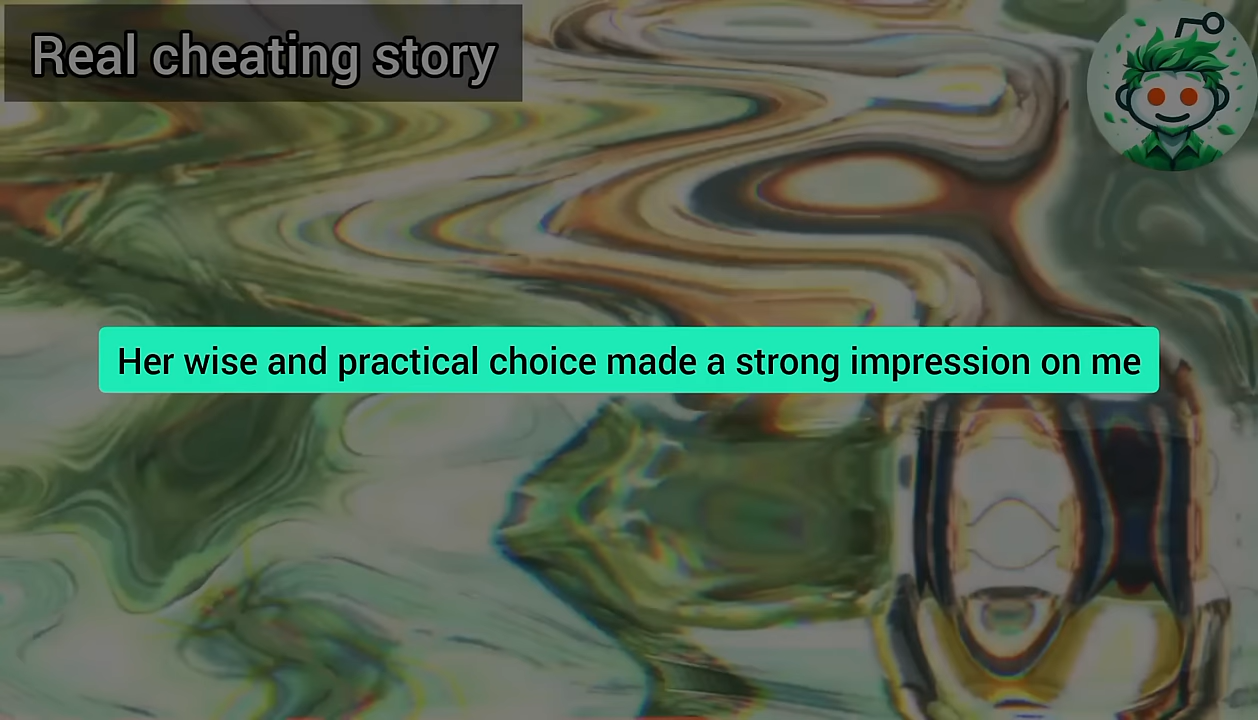 Real cheating story
Her wise and practical choice made a strong impression on me